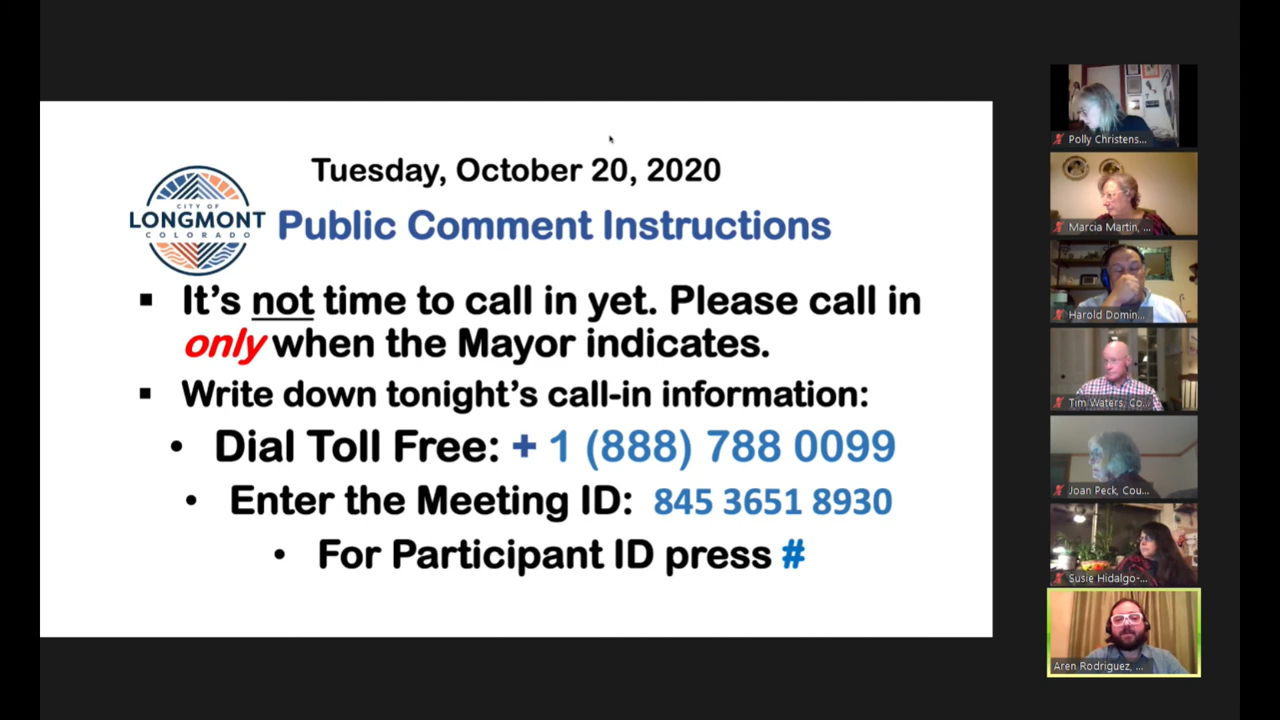 Tuesday, October 20, 2020
CITY OF
LONGMONT
COLORADO
Public Comment Instructions
▪ It's not time to call in yet. Please call in
only when the Mayor indicates.
▪ Write down tonight's call-in information:
• Dial Toll Free: + 1 (888) 788 0099
• Enter the Meeting ID: 845 3651 8930
• For Participant ID press #
Polly Christens...
Marcia Martin, ...
Harold Domin...
Tim Waters, Co...
Joan Peck, Cou...
Susie Hidalgo-...
Aren Rodriguez, ...